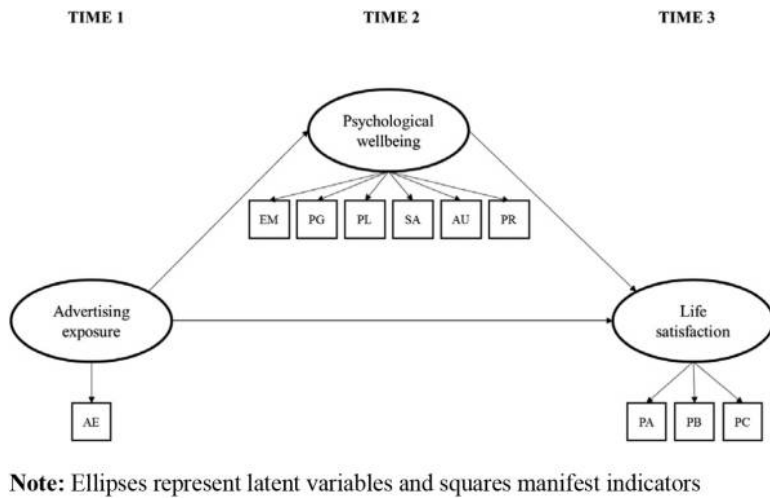 TIME 1 TIME 2 TIME 3
Psychological
wellbeing
EM PG PL SA AU PR
Advertising
exposure
Life
satisfaction
AE
PA PB PC
Note: Ellipses represent latent variables and squares manifest indicators